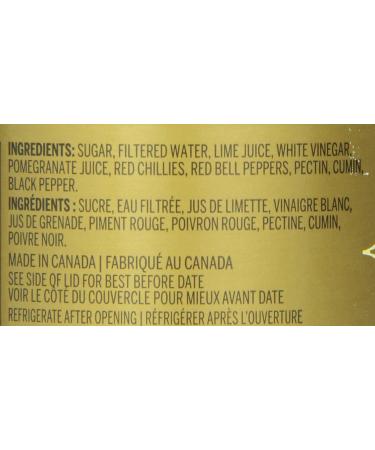 INGREDIENTS: SUGAR, FILTERED WATER, LIME JUICE, WHITE VINEGAR,
POMEGRANATE JUICE, RED CHILLIES, RED BELL PEPPERS, PECTIN, CUMIN,
BLACK PEPPER.
INGRÉDIENTS : SUCRE, EAU FILTRÉE, JUS DE LIMETTE, VINAIGRE BLANC,
JUS DE GRENADE, PIMENT ROUGE, POIVRON ROUGE, PECTINE, CUMIN,
POIVRE NOIR.
MADE IN CANADA | FABRIQUÉ AU CANADA
SEE SIDE OF LID FOR BEST BEFORE DATE
VOIR LE CÔTÉ DU COUVERCLE POUR MIEUX AVANT DATE
REFRIGERATE AFTER OPENING | RÉFRIGÉRER APRÈS L'OUVERTURE